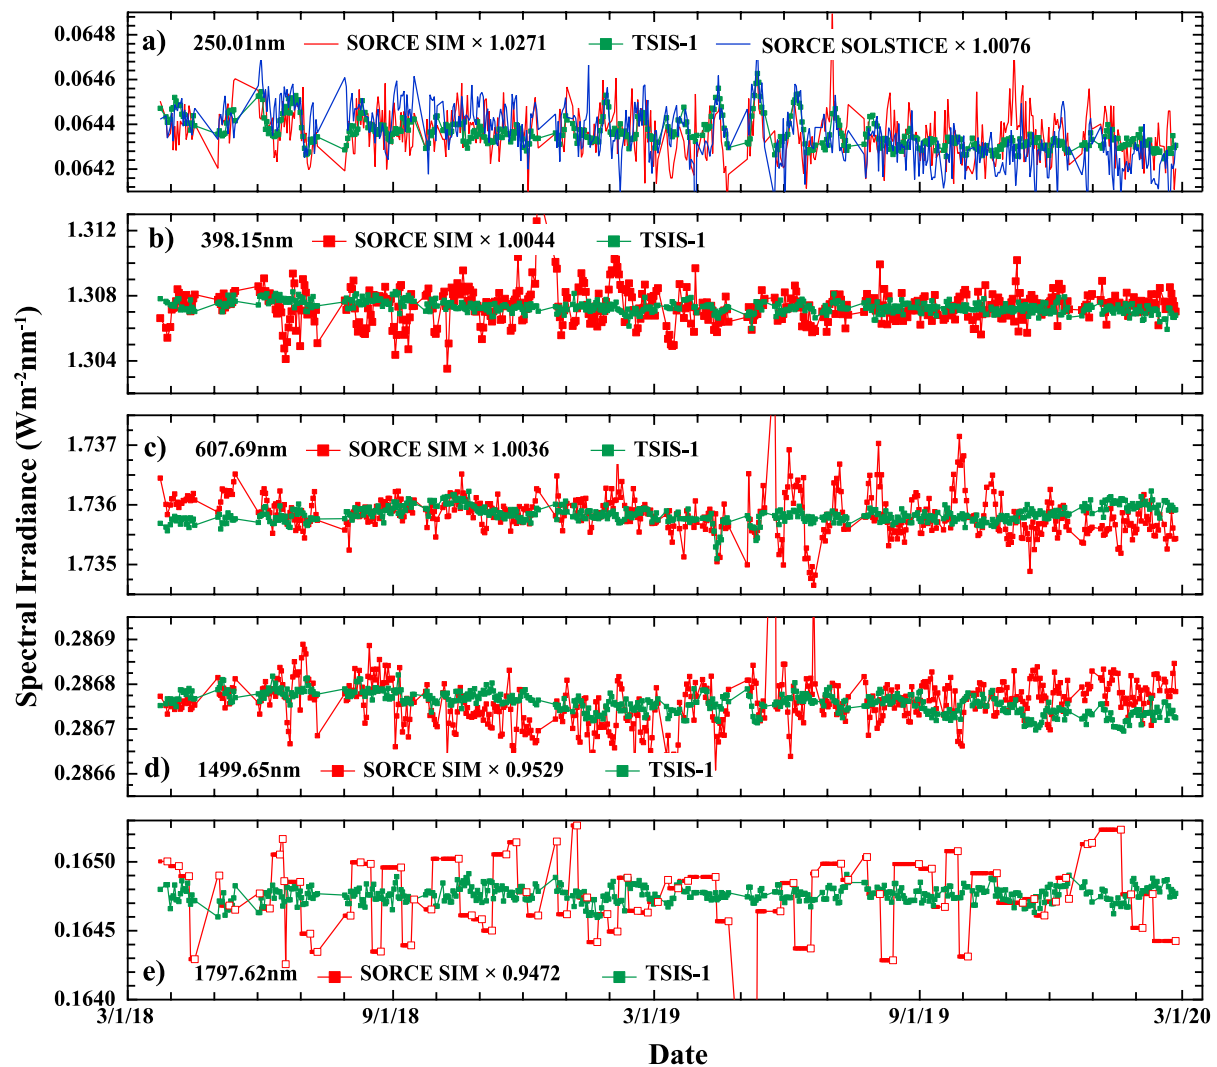 Spectral Irradiance (Wm⁻²nm⁻¹)
a) 250.01nm SORCE SIM × 1.0271 TSIS-1 SORCE SOLSTICE × 1.0076
0.0648
0.0646
0.0644
0.0642
b) 398.15nm SORCE SIM × 1.0044 TSIS-1
1.312
1.308
1.304
c) 607.69nm SORCE SIM × 1.0036 TSIS-1
1.737
1.736
1.735
0.2869
0.2868
0.2867
0.2866
d) 1499.65nm SORCE SIM × 0.9529 TSIS-1
0.1650
0.1645
0.1640
e) 1797.62nm SORCE SIM × 0.9472 TSIS-1
3/1/18 9/1/18 3/1/19 9/1/19 3/1/20
Date